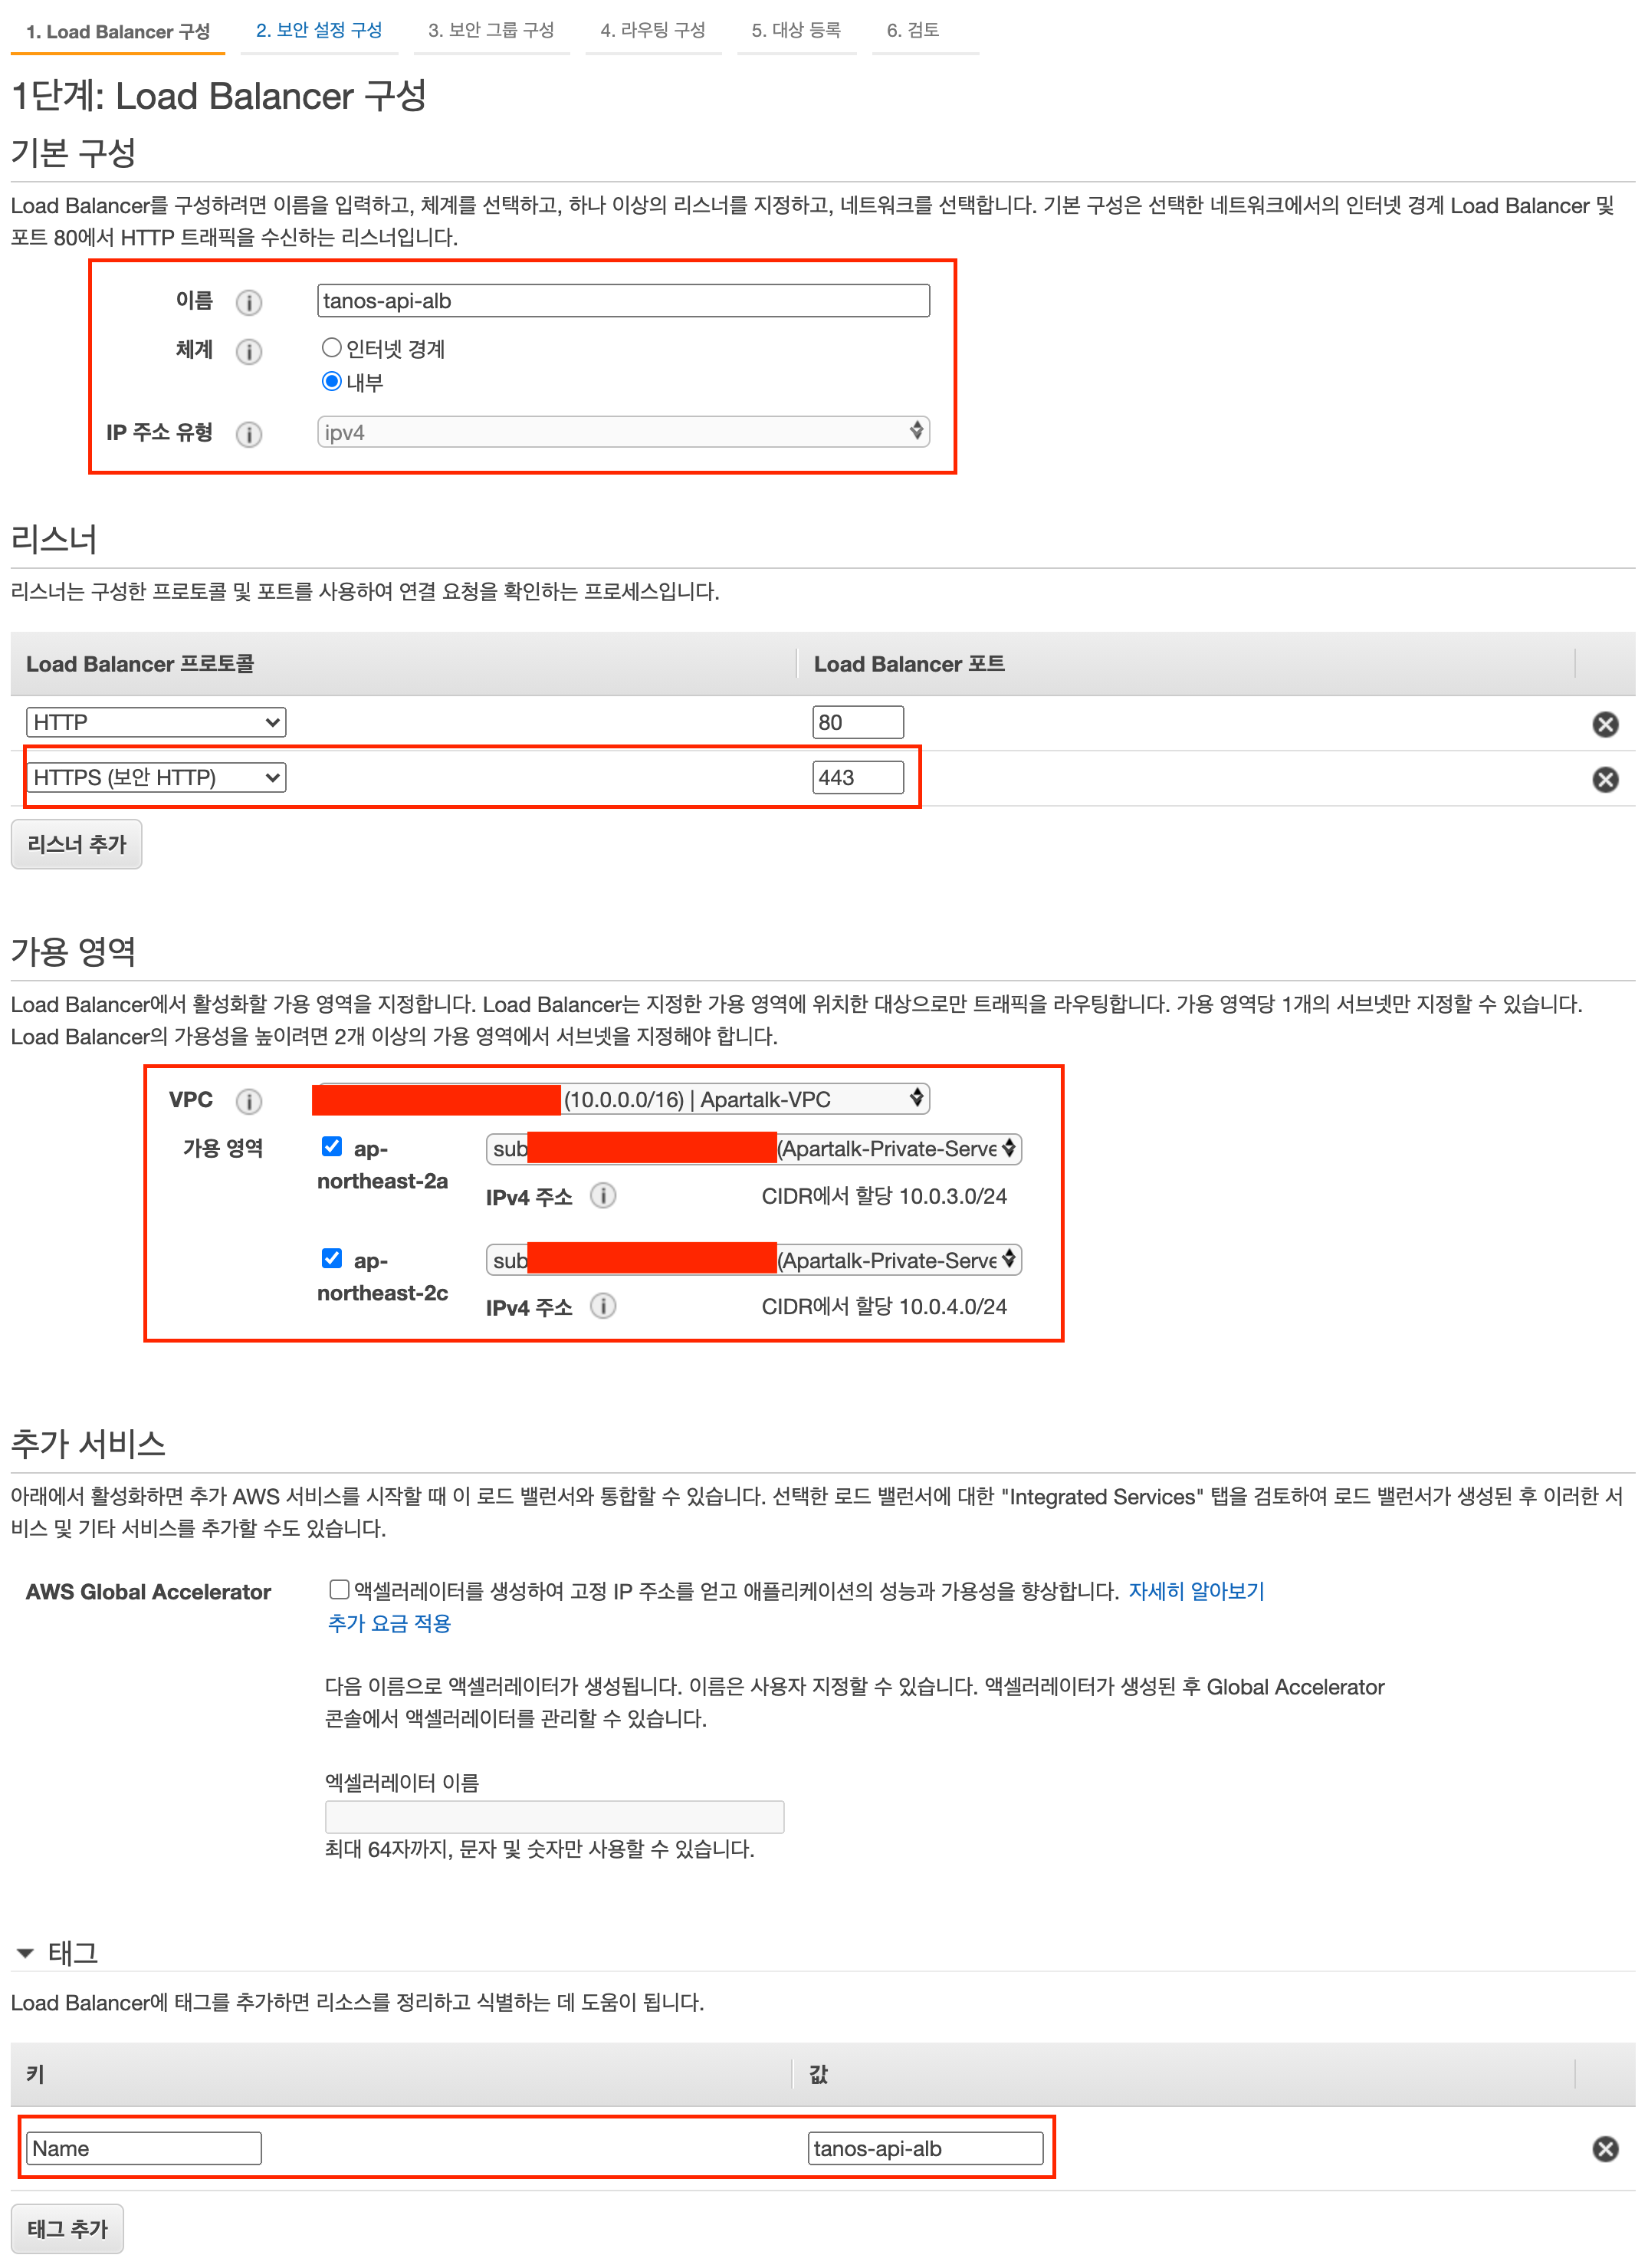 1. Load Balancer 구성
2. 보안 설정 구성
3. 보안 그룹 구성
4. 라우팅 구성
5. 대상 등록
6. 검토
1단계: Load Balancer 구성
기본 구성
Load Balancer를 구성하려면 이름을 입력하고, 체계를 선택하고, 하나 이상의 리스너를 지정하고, 네트워크를 선택합니다. 기본 구성은 선택한 네트워크에서의 인터넷 경계 Load Balancer 및
포트 80에서 HTTP 트래픽을 수신하는 리스너입니다.
이름 tanos-api-alb
체계 인터넷 경계
내부
IP 주소 유형 ipv4
리스너
리스너는 구성한 프로토콜 및 포트를 사용하여 연결 요청을 확인하는 프로세스입니다.
Load Balancer 프로토콜 Load Balancer 포트
HTTP 80
HTTPS (보안 HTTP) 443
리스너 추가
가용 영역
Load Balancer에서 활성화할 가용 영역을 지정합니다. Load Balancer는 지정한 가용 영역에 위치한 대상으로만 트래픽을 라우팅합니다. 가용 영역당 1개의 서브넷만 지정할 수 있습니다.
Load Balancer의 가용성을 높이려면 2개 이상의 가용 영역에서 서브넷을 지정해야 합니다.
VPC (10.0.0.0/16) | Apartalk-VPC
가용 영역 ap-northeast-2a sub (Apartalk-Private-Serve
IPv4 주소 CIDR에서 할당 10.0.3.0/24
ap-northeast-2c sub (Apartalk-Private-Serve
IPv4 주소 CIDR에서 할당 10.0.4.0/24
추가 서비스
아래에서 활성화하면 추가 AWS 서비스를 시작할 때 이 로드 밸런서와 통합할 수 있습니다. 선택한 로드 밸런서에 대한 "Integrated Services" 탭을 검토하여 로드 밸런서가 생성된 후 이러한 서
비스 및 기타 서비스를 추가할 수도 있습니다.
AWS Global Accelerator 액셀러레이터를 생성하여 고정 IP 주소를 얻고 애플리케이션의 성능과 가용성을 향상합니다. 자세히 알아보기
추가 요금 적용
다음 이름으로 액셀러레이터가 생성됩니다. 이름은 사용자 지정할 수 있습니다. 액셀러레이터가 생성된 후 Global Accelerator
콘솔에서 액셀러레이터를 관리할 수 있습니다.
엑셀러레이터 이름
최대 64자까지, 문자 및 숫자만 사용할 수 있습니다.
태그
Load Balancer에 태그를 추가하면 리소스를 정리하고 식별하는 데 도움이 됩니다.
키 값
Name tanos-api-alb
태그 추가